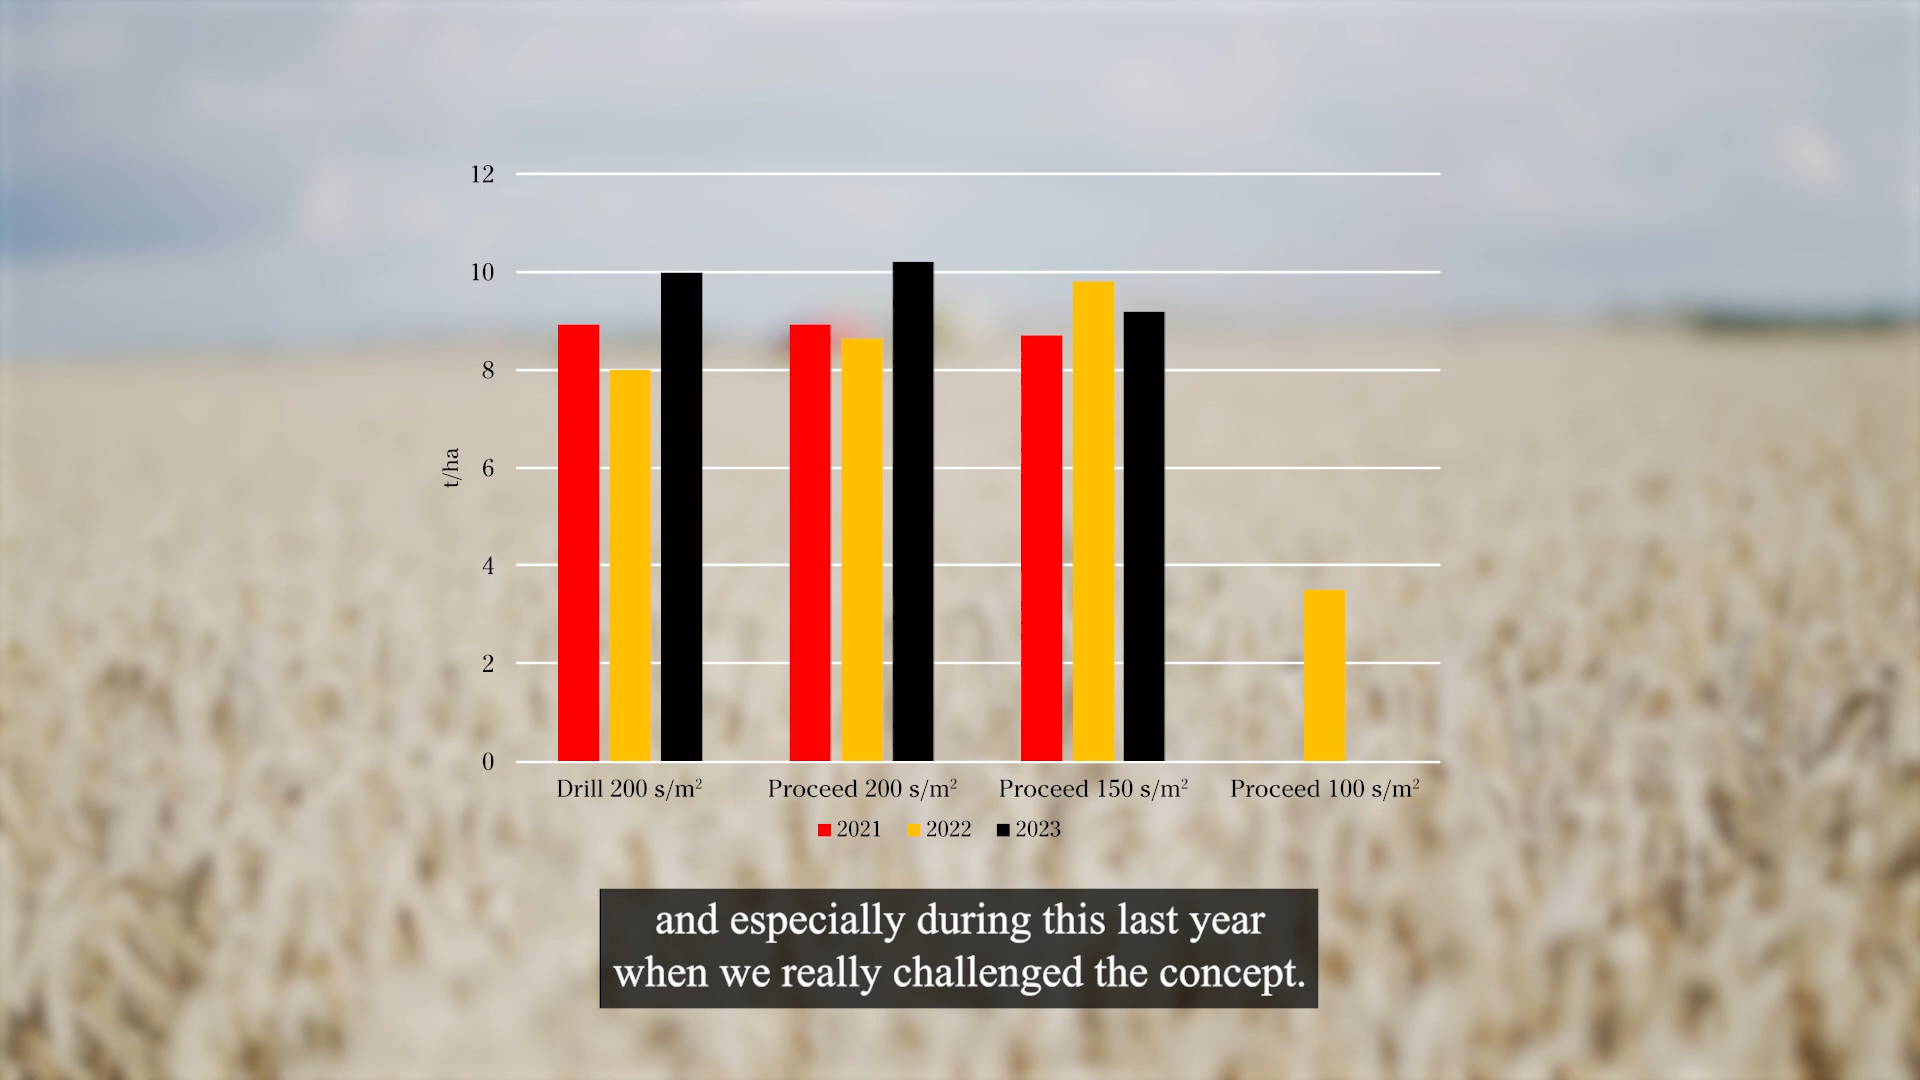 12
10
8
6
4
2
0
t/ha
Drill 200 s/m²
Proceed 200 s/m²
Proceed 150 s/m²
Proceed 100 s/m²
2021 2022 2023
and especially during this last year
when we really challenged the concept.